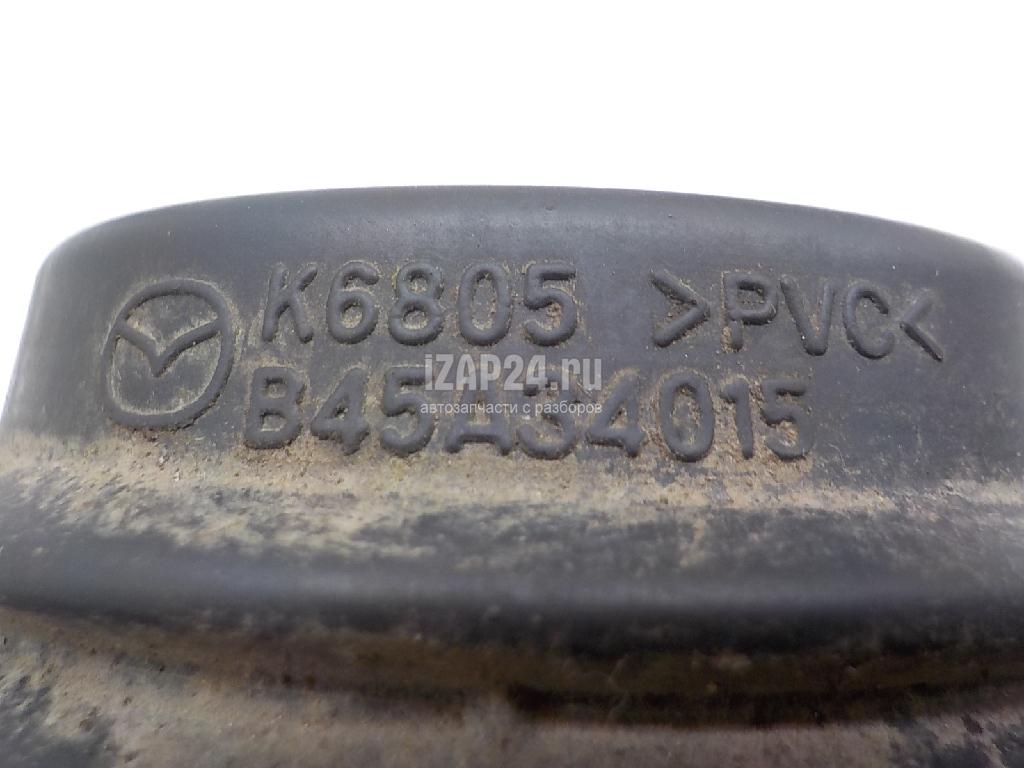 K6805 >PVC<
B45A34015
iZAP24.ru
автозапчасти с разборов